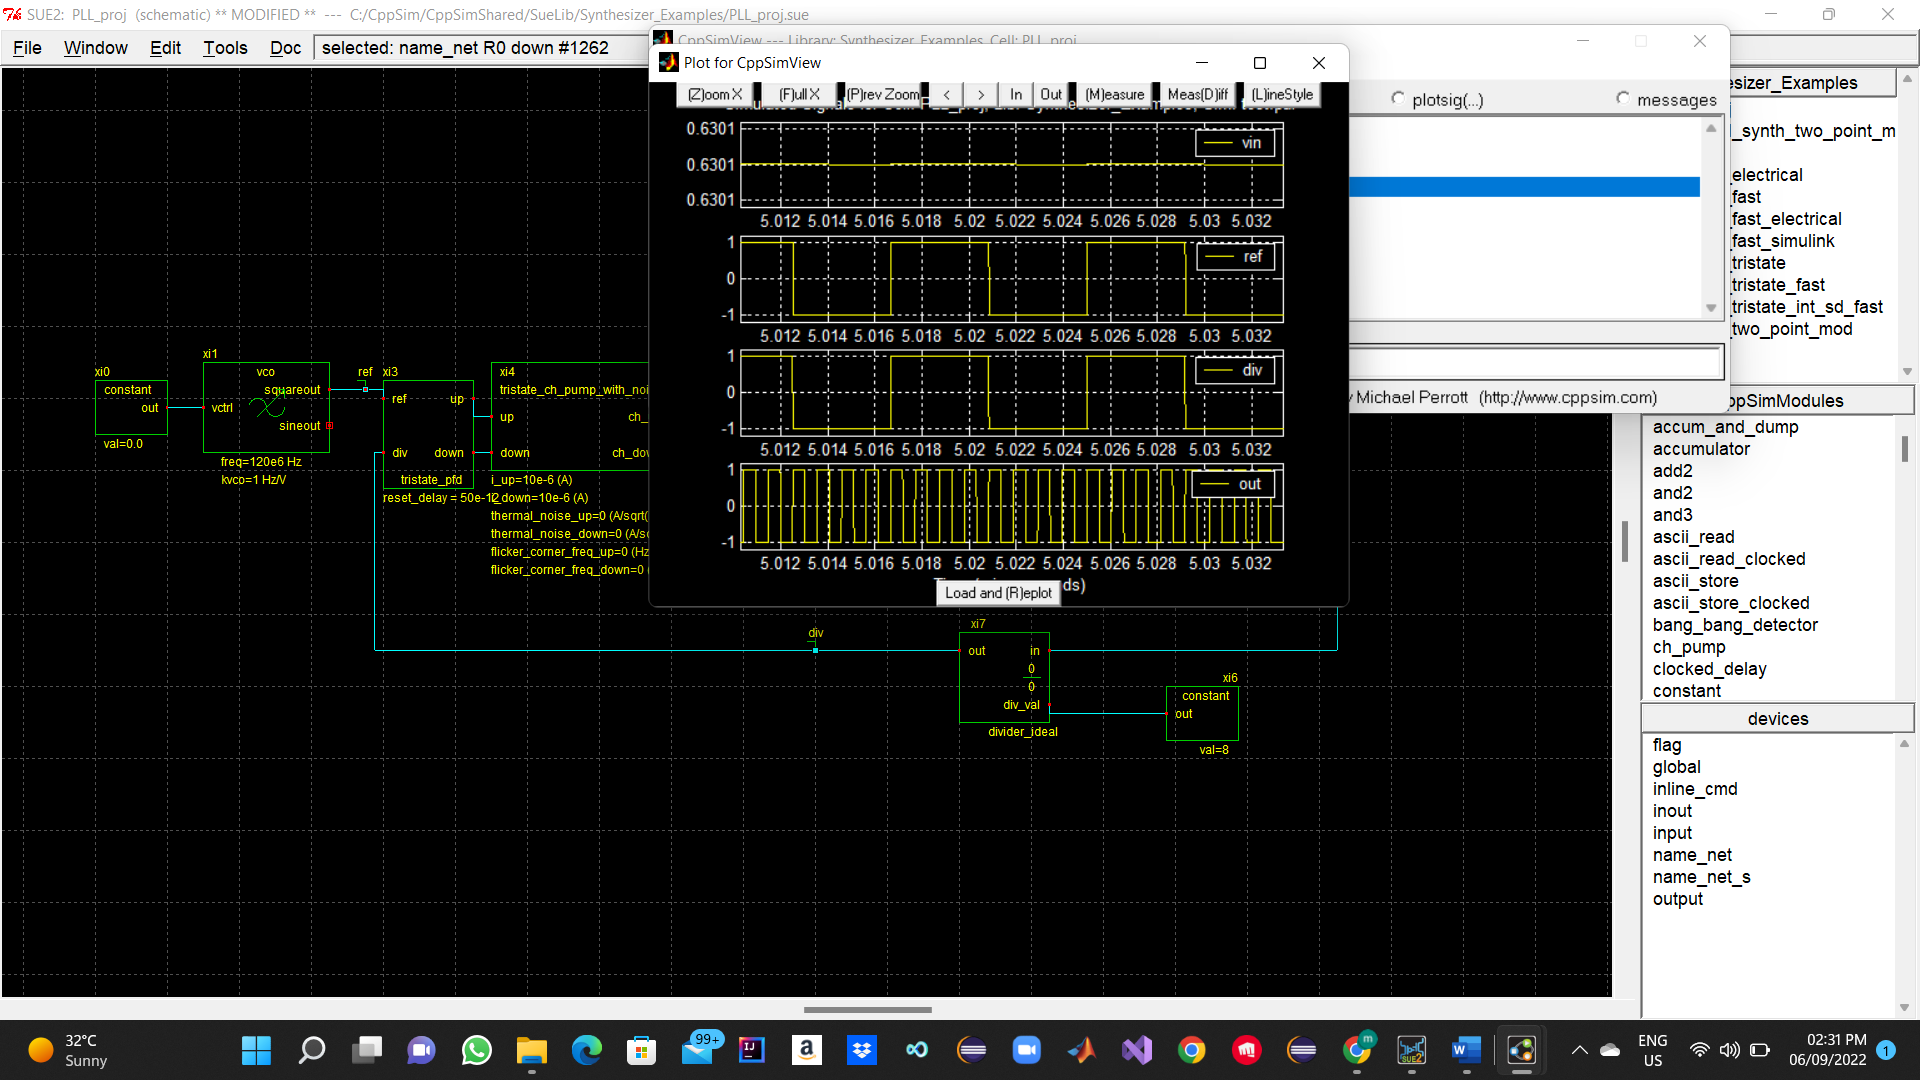 SUE2: PLL_proj (schematic) ** MODIFIED ** --- C:/CppSim/CppSimShared/SueLib/Synthesizer_Examples/PLL_proj.sue
File Window Edit Tools Doc selected: name_net R0 down #1262
CppSimView --- Library: Synthesizer_Examples, Cell: PLL_proj
Plot for CppSimView
(Z)oom X (F)ull X (P)rev Zoom < > In Out (M)easure Meas(D)iff (L)ineStyle
0.6301
0.6301
0.6301
vin
5.012 5.014 5.016 5.018 5.02 5.022 5.024 5.026 5.028 5.03 5.032
1
0
-1
ref
5.012 5.014 5.016 5.018 5.02 5.022 5.024 5.026 5.028 5.03 5.032
1
0
-1
div
5.012 5.014 5.016 5.018 5.02 5.022 5.024 5.026 5.028 5.03 5.032
1
0
-1
out
5.012 5.014 5.016 5.018 5.02 5.022 5.024 5.026 5.028 5.03 5.032
ds)
Load and (R)eplot
plotsig(...) messages
Michael Perrott (http://www.cppsim.com)
xi0
constant
out
val=0.0
xi1
vco
squareout
vctrl
sineout
freq=120e6 Hz
kvco=1 Hz/V
ref
xi3
ref up
div down
tristate_pfd
reset_delay = 50e-12
xi4
tristate_ch_pump_with_noi
up ch_
down ch_dov
i_up=10e-6 (A)
down=10e-6 (A)
thermal_noise_up=0 (A/sqrt(
thermal_noise_down=0 (A/sc
flicker_corner_freq_up=0 (Hz
flicker_corner_freq_down=0 (
div
xi7
out in
0
0
div_val
divider_ideal
xi6
constant
out
val=8
esizer_Examples
_synth_two_point_m
electrical
_fast
_fast_electrical
_fast_simulink
_tristate
_tristate_fast
_tristate_int_sd_fast
two_point_mod
ppSimModules
accum_and_dump
accumulator
add2
and2
and3
ascii_read
ascii_read_clocked
ascii_store
ascii_store_clocked
bang_bang_detector
ch_pump
clocked_delay
constant
devices
flag
global
inline_cmd
inout
input
name_net
name_net_s
output
32°C
Sunny
99+
ENG
US
02:31 PM
06/09/2022
1